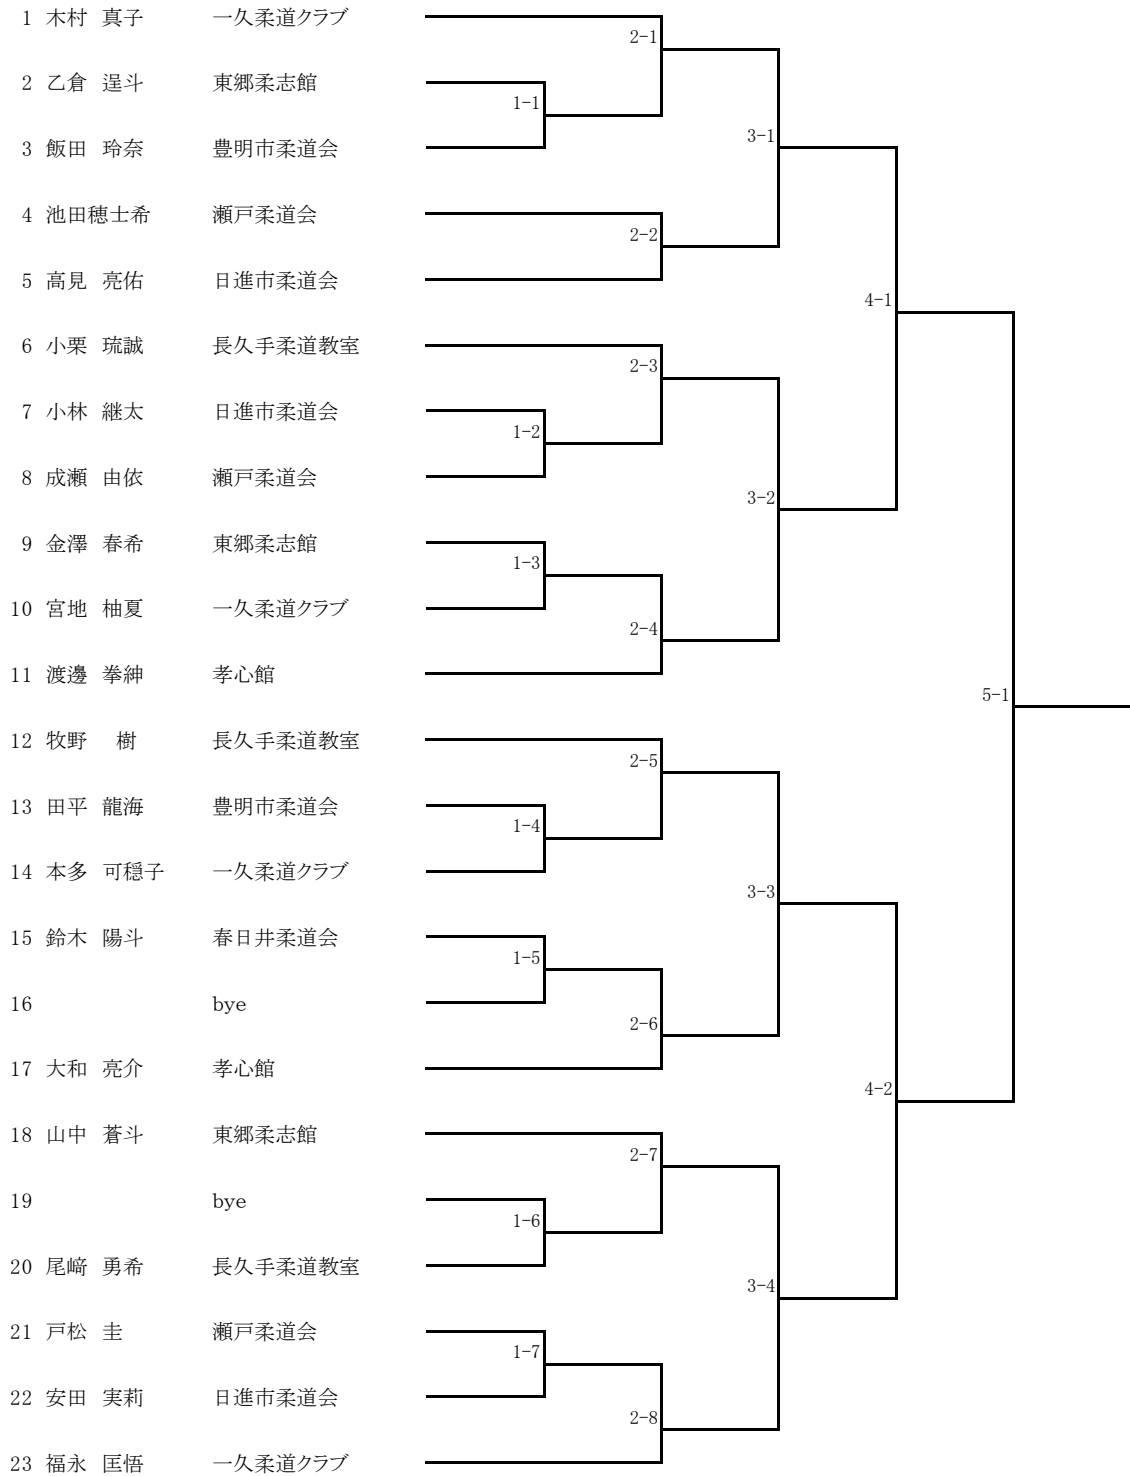 1 木村 真子 一久柔道クラブ
2-1
2 乙倉 逞斗 東郷柔志館
1-1
3 飯田 玲奈 豊明市柔道会
3-1
4 池田穂士希 瀬戸柔道会
2-2
5 高見 亮佑 日進市柔道会
4-1
6 小栗 琉誠 長久手柔道教室
2-3
7 小林 継太 日進市柔道会
1-2
8 成瀬 由依 瀬戸柔道会
3-2
9 金澤 春希 東郷柔志館
1-3
10 宮地 柚夏 一久柔道クラブ
2-4
11 渡邊 拳紳 孝心館
5-1
12 牧野 樹 長久手柔道教室
2-5
13 田平 龍海 豊明市柔道会
1-4
14 本多 可穏子 一久柔道クラブ
3-3
15 鈴木 陽斗 春日井柔道会
1-5
16 bye
2-6
17 大和 亮介 孝心館
4-2
18 山中 蒼斗 東郷柔志館
2-7
19 bye
1-6
20 尾﨑 勇希 長久手柔道教室
3-4
21 戸松 圭 瀬戸柔道会
1-7
22 安田 実莉 日進市柔道会
2-8
23 福永 匡悟 一久柔道クラブ